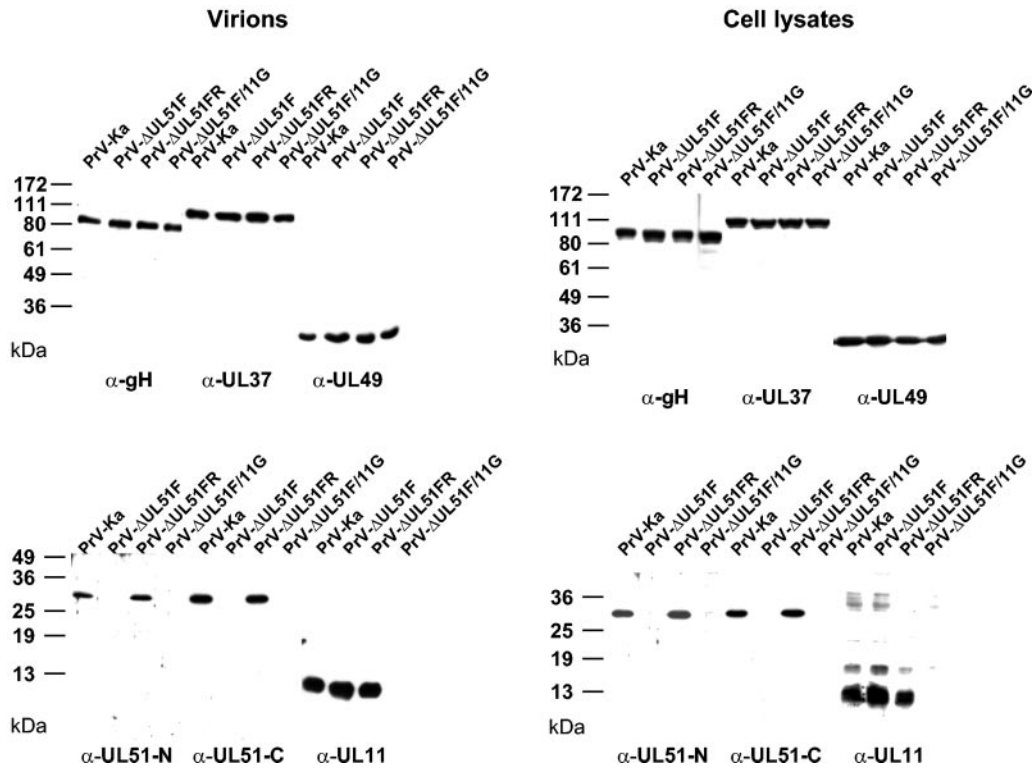 Virions
PrV-Ka PrV-ΔUL51F PrV-ΔUL51FR PrV-ΔUL51F/11G PrV-Ka PrV-ΔUL51F PrV-ΔUL51FR PrV-ΔUL51F/11G PrV-Ka PrV-ΔUL51F PrV-ΔUL51FR PrV-ΔUL51F/11G
172
111
80
61
49
36
kDa
α-gH α-UL37 α-UL49
Cell lysates
PrV-Ka PrV-ΔUL51F PrV-ΔUL51FR PrV-ΔUL51F/11G PrV-Ka PrV-ΔUL51F PrV-ΔUL51FR PrV-ΔUL51F/11G PrV-Ka PrV-ΔUL51F PrV-ΔUL51FR PrV-ΔUL51F/11G
172
111
80
61
49
36
kDa
α-gH α-UL37 α-UL49
PrV-Ka PrV-ΔUL51F PrV-ΔUL51FR PrV-ΔUL51F/11G PrV-Ka PrV-ΔUL51F PrV-ΔUL51FR PrV-ΔUL51F/11G PrV-Ka PrV-ΔUL51F PrV-ΔUL51FR PrV-ΔUL51F/11G
49
36
25
19
13
kDa
α-UL51-N α-UL51-C α-UL11
PrV-Ka PrV-ΔUL51F PrV-ΔUL51FR PrV-ΔUL51F/11G PrV-Ka PrV-ΔUL51F PrV-ΔUL51FR PrV-ΔUL51F/11G PrV-Ka PrV-ΔUL51F PrV-ΔUL51FR PrV-ΔUL51F/11G
36
25
19
13
kDa
α-UL51-N α-UL51-C α-UL11